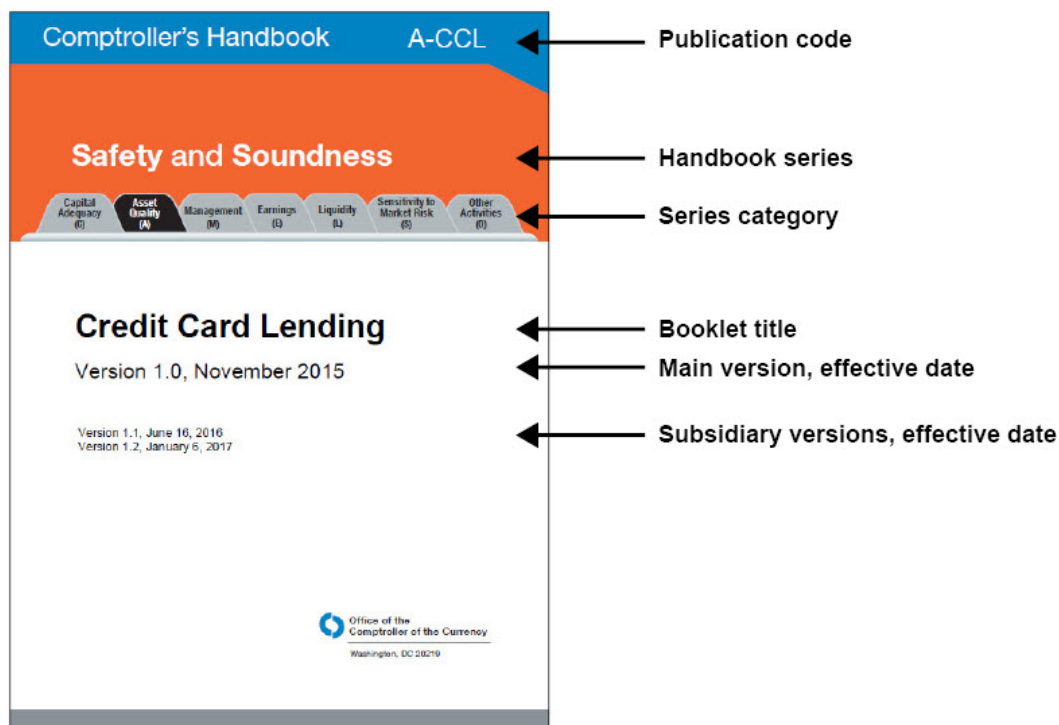 Comptroller's Handbook A-CCL
Publication code
Safety and Soundness
Handbook series
Capital
Adequacy
(C)
Asset
Quality
(A)
Management
(M)
Earnings
(E)
Liquidity
(L)
Sensitivity to
Market Risk
(S)
Other
Activities
(O)
Series category
Credit Card Lending
Booklet title
Version 1.0, November 2015
Main version, effective date
Version 1.1, June 16, 2016
Version 1.2, January 6, 2017
Subsidiary versions, effective date
Office of the
Comptroller of the Currency
Washington, DC 20219